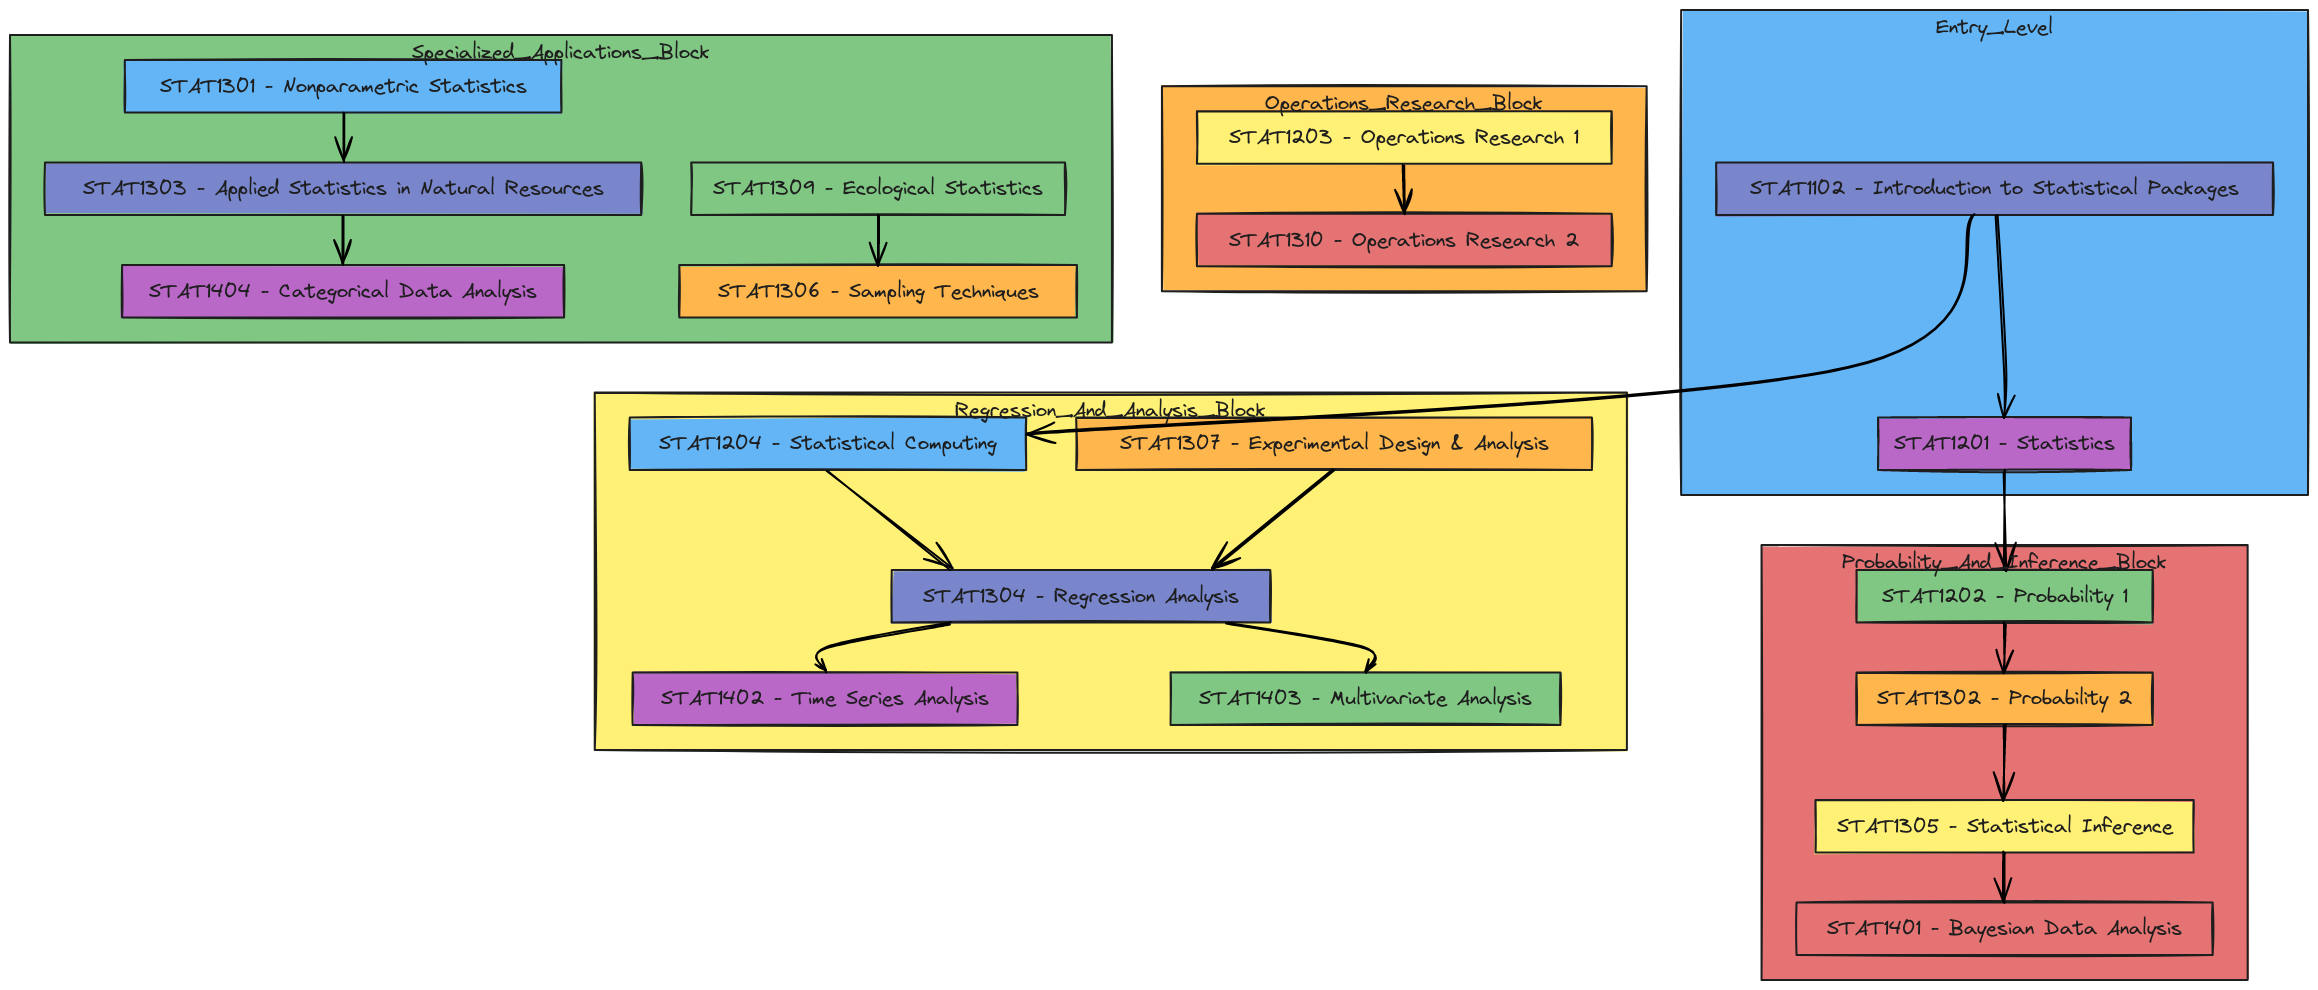 Specialized_Applications_Block
STAT1301 - Nonparametric Statistics
STAT1303 - Applied Statistics in Natural Resources
STAT1404 - Categorical Data Analysis
STAT1309 - Ecological Statistics
STAT1306 - Sampling Techniques
Operations_Research_Block
STAT1203 - Operations Research 1
STAT1310 - Operations Research 2
Entry_Level
STAT1102 - Introduction to Statistical Packages
STAT1201 - Statistics
Regression_And_Analysis_Block
STAT1204 - Statistical Computing
STAT1307 - Experimental Design & Analysis
STAT1304 - Regression Analysis
STAT1402 - Time Series Analysis
STAT1403 - Multivariate Analysis
Probability_And_Inference_Block
STAT1202 - Probability 1
STAT1302 - Probability 2
STAT1305 - Statistical Inference
STAT1401 - Bayesian Data Analysis